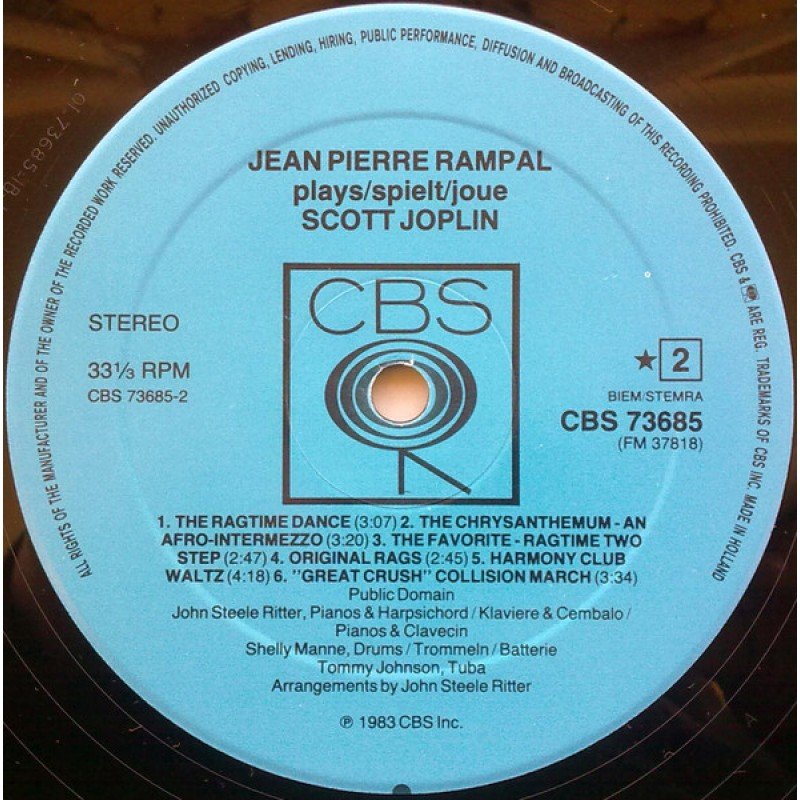 ALL RIGHTS OF THE MANUFACTURER AND OF THE OWNER OF THE RECORDED WORK RESERVED. UNAUTHORIZED COPYING, LENDING, HIRING, PUBLIC PERFORMANCE, DIFFUSION AND BROADCASTING OF THIS RECORDING PROHIBITED. CBS & ARE REG. TRADEMARKS OF CBS INC. MADE IN HOLLAND
01-73685-1B
JEAN PIERRE RAMPAL
plays/spielt/joue
SCOTT JOPLIN
CBS
STEREO
33⅓ RPM
CBS 73685-2
★ 2
BIEM/STEMRA
CBS 73685
(FM 37818)
1. THE RAGTIME DANCE (3:07) 2. THE CHRYSANTHEMUM - AN
AFRO-INTERMEZZO (3:20) 3. THE FAVORITE - RAGTIME TWO
STEP (2:47) 4. ORIGINAL RAGS (2:45) 5. HARMONY CLUB
WALTZ (4:18) 6. "GREAT CRUSH" COLLISION MARCH (3:34)
Public Domain
John Steele Ritter, Pianos & Harpsichord / Klaviere & Cembalo /
Pianos & Clavecin
Shelly Manne, Drums / Trommeln / Batterie
Tommy Johnson, Tuba
Arrangements by John Steele Ritter
℗ 1983 CBS Inc.